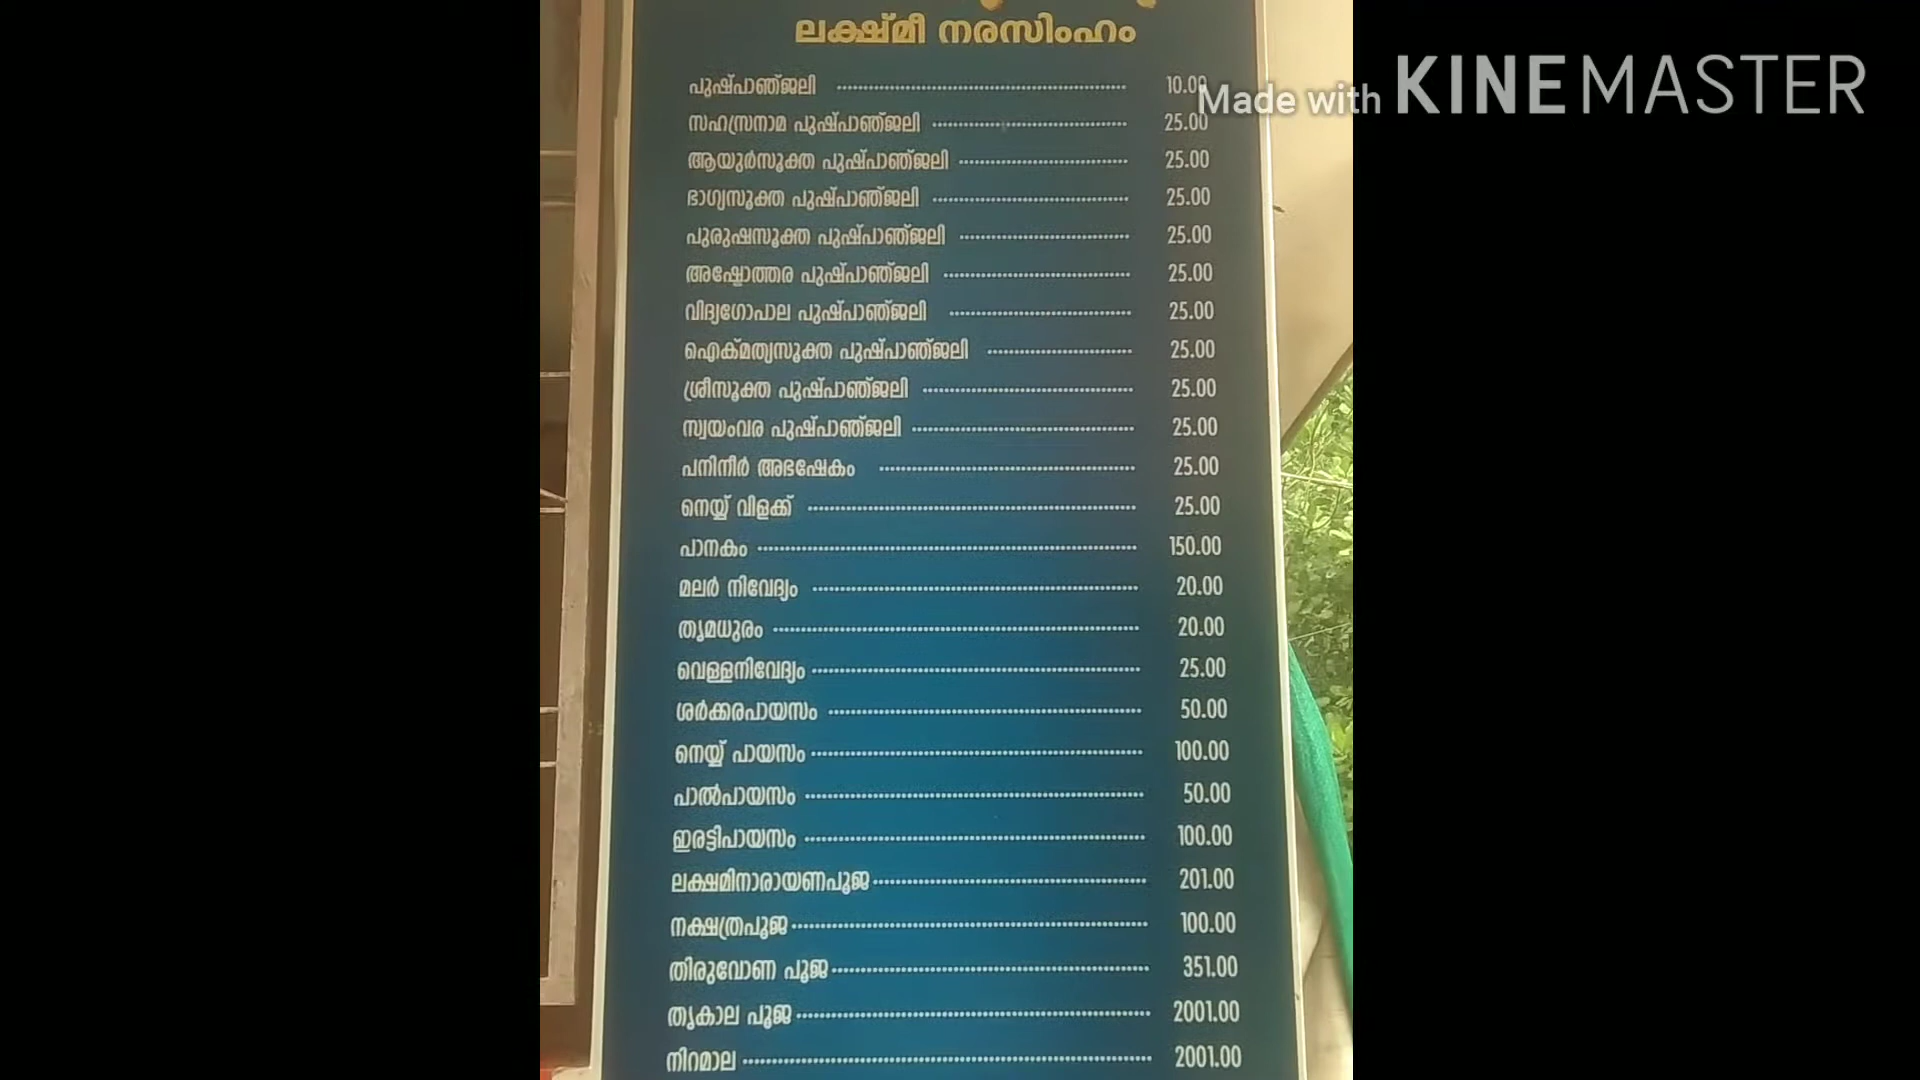 ലക്ഷ്മീ നരസിംഹം
പുഷ്പാഞ്ജലി 10.00
Made with KINEMASTER
സഹസ്രനാമ പുഷ്പാഞ്ജലി 25.00
ആയുർസൂക്ത പുഷ്പാഞ്ജലി 25.00
ഭാഗ്യസൂക്ത പുഷ്പാഞ്ജലി 25.00
പുരുഷസൂക്ത പുഷ്പാഞ്ജലി 25.00
അഷ്ടോത്തര പുഷ്പാഞ്ജലി 25.00
വിദ്യഗോപാല പുഷ്പാഞ്ജലി 25.00
ഐക്മത്യസൂക്ത പുഷ്പാഞ്ജലി 25.00
ശ്രീസൂക്ത പുഷ്പാഞ്ജലി 25.00
സ്വയംവര പുഷ്പാഞ്ജലി 25.00
പനിനീർ അഭഷേകം 25.00
നെയ്യ് വിളക്ക് 25.00
പാനകം 150.00
മലർ നിവേദ്യം 20.00
തൃമധുരം 20.00
വെള്ളനിവേദ്യം 25.00
ശർക്കരപായസം 50.00
നെയ്യ് പായസം 100.00
പാൽപായസം 50.00
ഇരട്ടിപായസം 100.00
ലക്ഷമിനാരായണപൂജ 201.00
നക്ഷത്രപൂജ 100.00
തിരുവോണ പൂജ 351.00
തൃകാല പൂജ 2001.00
നിറമാല 2001.00